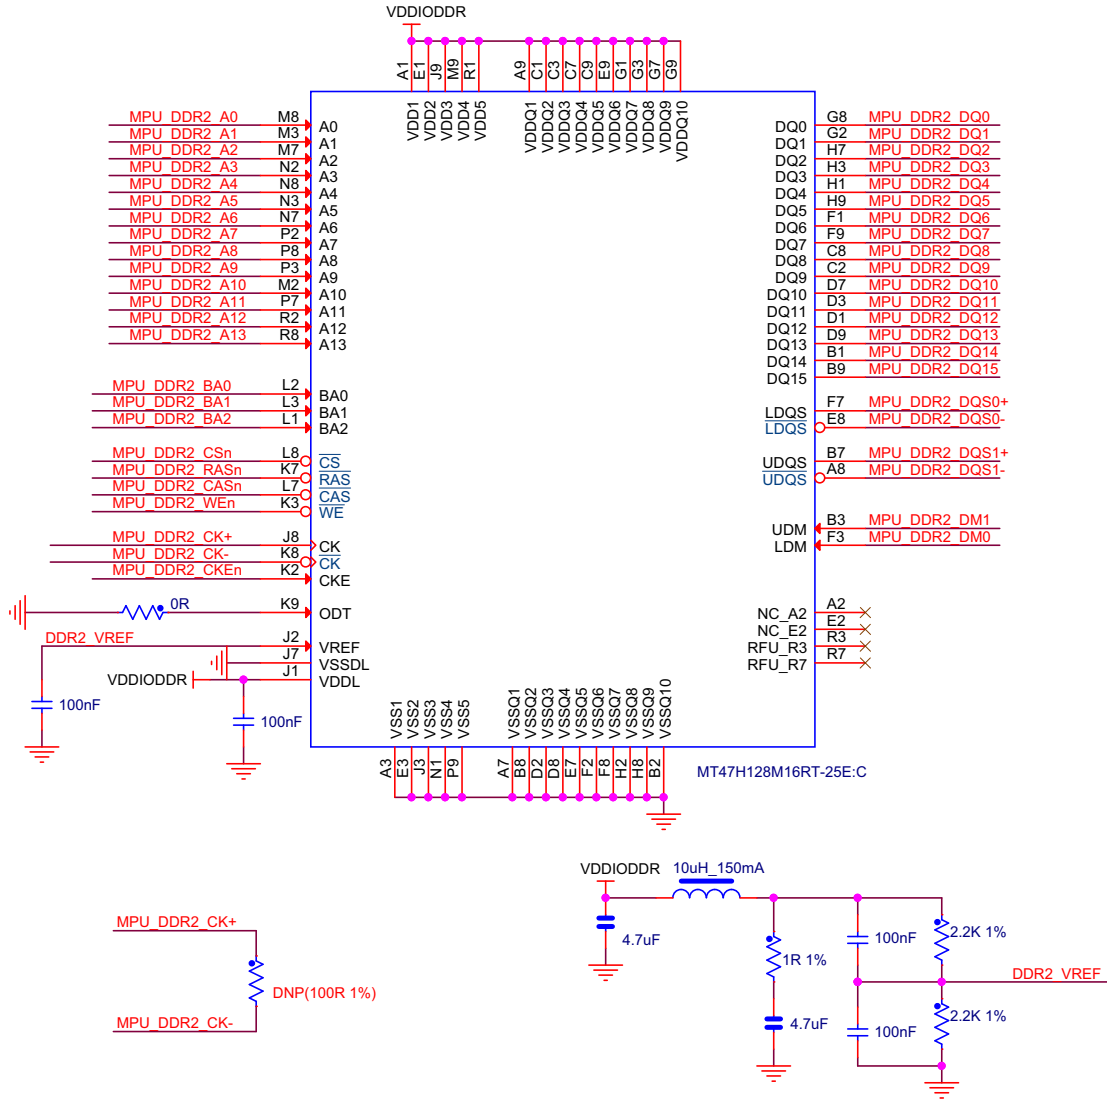 VDDIODDR
A1 E1 J9 M9 R1 A9 C1 C3 C7 C9 E9 G1 G3 G7 G9
VDD1 VDD2 VDD3 VDD4 VDD5 VDDQ1 VDDQ2 VDDQ3 VDDQ4 VDDQ5 VDDQ6 VDDQ7 VDDQ8 VDDQ9 VDDQ10
MPU_DDR2_A0 M8 A0
MPU_DDR2_A1 M3 A1
MPU_DDR2_A2 M7 A2
MPU_DDR2_A3 N2 A3
MPU_DDR2_A4 N8 A4
MPU_DDR2_A5 N3 A5
MPU_DDR2_A6 N7 A6
MPU_DDR2_A7 P2 A7
MPU_DDR2_A8 P8 A8
MPU_DDR2_A9 P3 A9
MPU_DDR2_A10 M2 A10
MPU_DDR2_A11 P7 A11
MPU_DDR2_A12 R2 A12
MPU_DDR2_A13 R8 A13
MPU_DDR2_BA0 L2 BA0
MPU_DDR2_BA1 L3 BA1
MPU_DDR2_BA2 L1 BA2
MPU_DDR2_CSn L8 CS
MPU_DDR2_RASn K7 RAS
MPU_DDR2_CASn L7 CAS
MPU_DDR2_WEn K3 WE
MPU_DDR2_CK+ J8 CK
MPU_DDR2_CK- K8 CK
MPU_DDR2_CKEn K2 CKE
0R K9 ODT
DDR2_VREF J2 VREF
J7 VSSDL
VDDIODDR J1 VDDL
100nF
100nF
DQ0 G8 MPU_DDR2_DQ0
DQ1 G2 MPU_DDR2_DQ1
DQ2 H7 MPU_DDR2_DQ2
DQ3 H3 MPU_DDR2_DQ3
DQ4 H1 MPU_DDR2_DQ4
DQ5 H9 MPU_DDR2_DQ5
DQ6 F1 MPU_DDR2_DQ6
DQ7 F9 MPU_DDR2_DQ7
DQ8 C8 MPU_DDR2_DQ8
DQ9 C2 MPU_DDR2_DQ9
DQ10 D7 MPU_DDR2_DQ10
DQ11 D3 MPU_DDR2_DQ11
DQ12 D1 MPU_DDR2_DQ12
DQ13 D9 MPU_DDR2_DQ13
DQ14 B1 MPU_DDR2_DQ14
DQ15 B9 MPU_DDR2_DQ15
LDQS F7 MPU_DDR2_DQS0+
LDQS E8 MPU_DDR2_DQS0-
UDQS B7 MPU_DDR2_DQS1+
UDQS A8 MPU_DDR2_DQS1-
UDM B3 MPU_DDR2_DM1
LDM F3 MPU_DDR2_DM0
NC_A2 A2
NC_E2 E2
RFU_R3 R3
RFU_R7 R7
VSS1 VSS2 VSS3 VSS4 VSS5 VSSQ1 VSSQ2 VSSQ3 VSSQ4 VSSQ5 VSSQ6 VSSQ7 VSSQ8 VSSQ9 VSSQ10
A3 E3 J3 N1 P9 A7 B8 D2 D8 E7 F2 F8 H2 H8 B2
MT47H128M16RT-25E:C
MPU_DDR2_CK+
DNP(100R 1%)
MPU_DDR2_CK-
VDDIODDR 10uH_150mA
4.7uF
1R 1%
4.7uF
100nF
2.2K 1%
DDR2_VREF
100nF
2.2K 1%